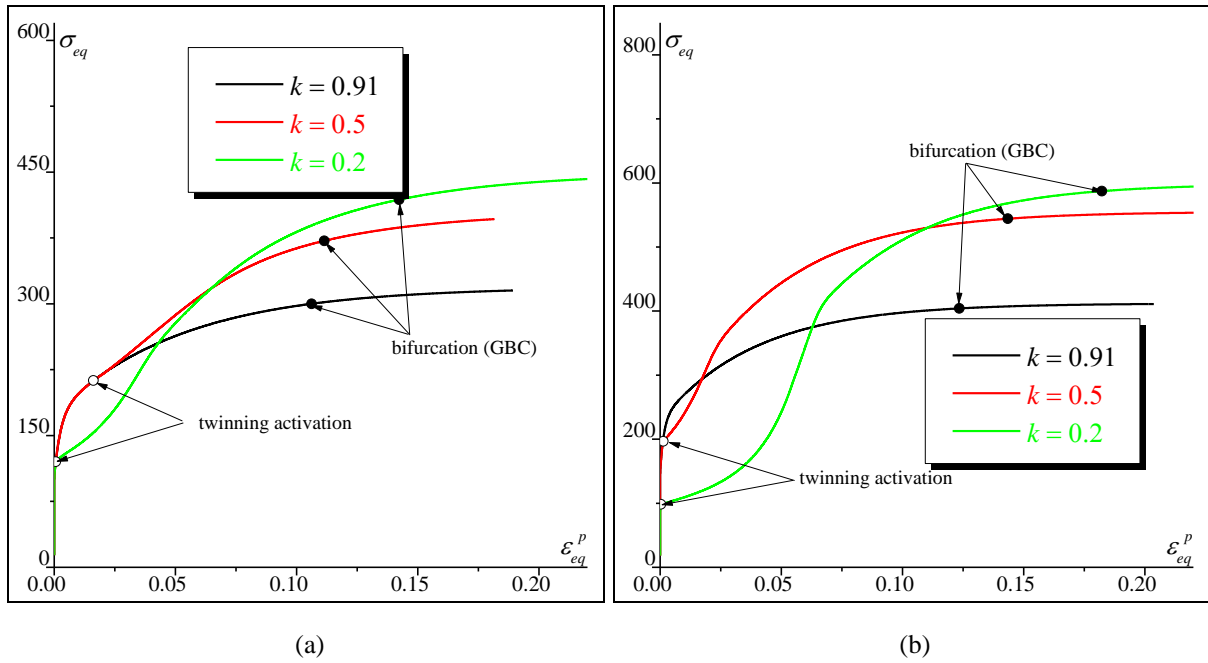 600
σeq
k = 0.91
k = 0.5
k = 0.2
450
300
bifurcation (GBC)
twinning activation
150
0
ε^p_eq
0.00 0.05 0.10 0.15 0.20
(a)
800
σeq
bifurcation (GBC)
600
400
k = 0.91
k = 0.5
k = 0.2
200
twinning activation
0
ε^p_eq
0.00 0.05 0.10 0.15 0.20
(b)